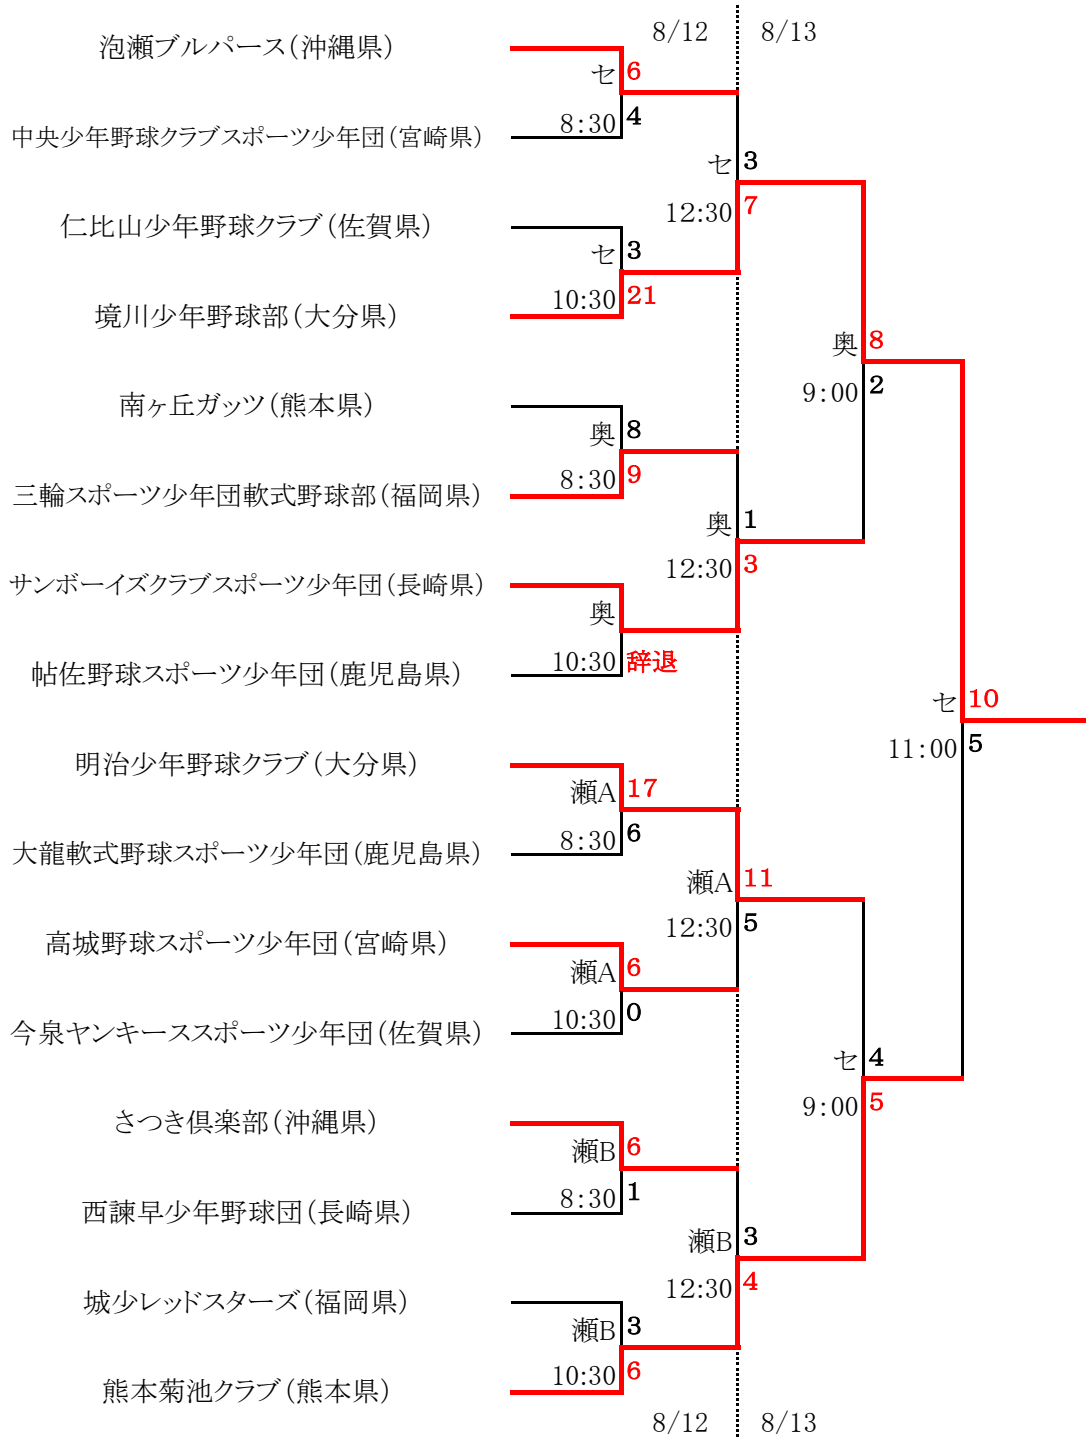 8/12 8/13
泡瀬ブルパース(沖縄県)
セ 6
8:30 4
中央少年野球クラブスポーツ少年団(宮崎県)
セ 3
12:30 7
仁比山少年野球クラブ(佐賀県)
セ 3
10:30 21
境川少年野球部(大分県)
奥 8
9:00 2
南ヶ丘ガッツ(熊本県)
奥 8
8:30 9
三輪スポーツ少年団軟式野球部(福岡県)
奥 1
12:30 3
サンボーイズクラブスポーツ少年団(長崎県)
奥
10:30 辞退
帖佐野球スポーツ少年団(鹿児島県)
セ 10
11:00 5
明治少年野球クラブ(大分県)
瀬A 17
8:30 6
大龍軟式野球スポーツ少年団(鹿児島県)
瀬A 11
12:30 5
高城野球スポーツ少年団(宮崎県)
瀬A 6
10:30 0
今泉ヤンキーススポーツ少年団(佐賀県)
セ 4
9:00 5
さつき倶楽部(沖縄県)
瀬B 6
8:30 1
西諫早少年野球団(長崎県)
瀬B 3
12:30 4
城少レッドスターズ(福岡県)
瀬B 3
10:30 6
熊本菊池クラブ(熊本県)
8/12 8/13